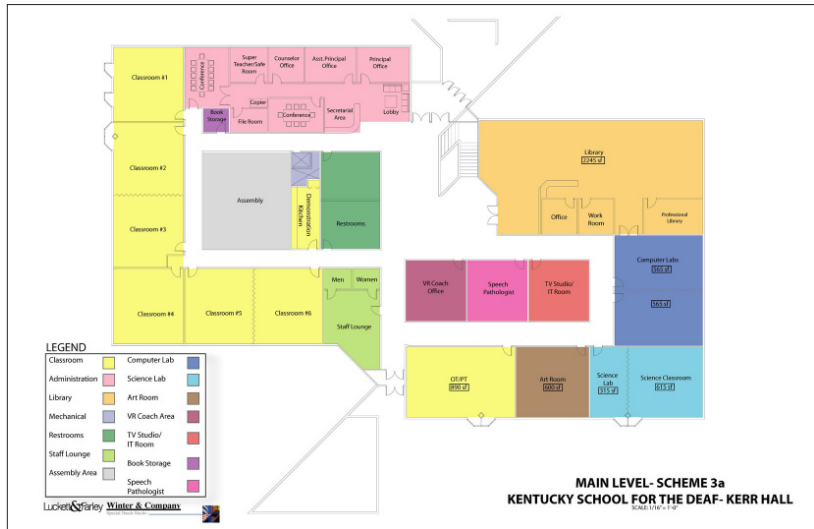 Classroom #1
Conference
Super
Teacher/Safe
Room
Counselor
Office
Asst.Principal
Office
Principal
Office
Copier
Book
Storage
File Room
Conference
Secretarial
Area
Lobby
Classroom #2
Library
2245 sf
Assembly
Demonstration
Kitchen
Restrooms
Office
Work
Room
Professional
Library
Classroom #3
Computer Labs
565 sf
565 sf
VR Coach
Office
Speech
Pathologist
TV Studio/
IT Room
Men
Women
Classroom #4
Classroom #5
Classroom #6
Staff Lounge
OT/PT
890 sf
Art Room
600 sf
Science
Lab
315 sf
Science Classroom
615 sf
LEGEND
Classroom
Administration
Library
Mechanical
Restrooms
Staff Lounge
Assembly Area
Computer Lab
Science Lab
Art Room
VR Coach Area
TV Studio/
IT Room
Book Storage
Speech
Pathologist
Luckett&Farley
Winter & Company
MAIN LEVEL- SCHEME 3a
KENTUCKY SCHOOL FOR THE DEAF- KERR HALL
SCALE: 1/16" = 1'-0"